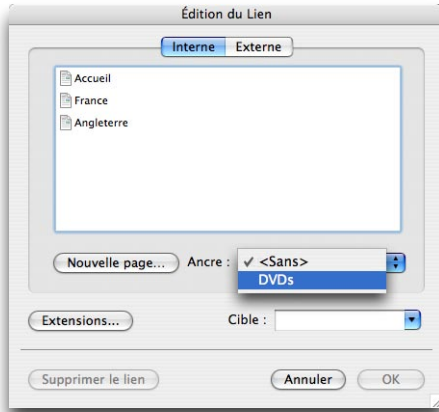 Édition du Lien
Interne Externe
Accueil
France
Angleterre
Nouvelle page... Ancre : ✓ <Sans>
DVDs
Extensions... Cible :
Supprimer le lien Annuler OK